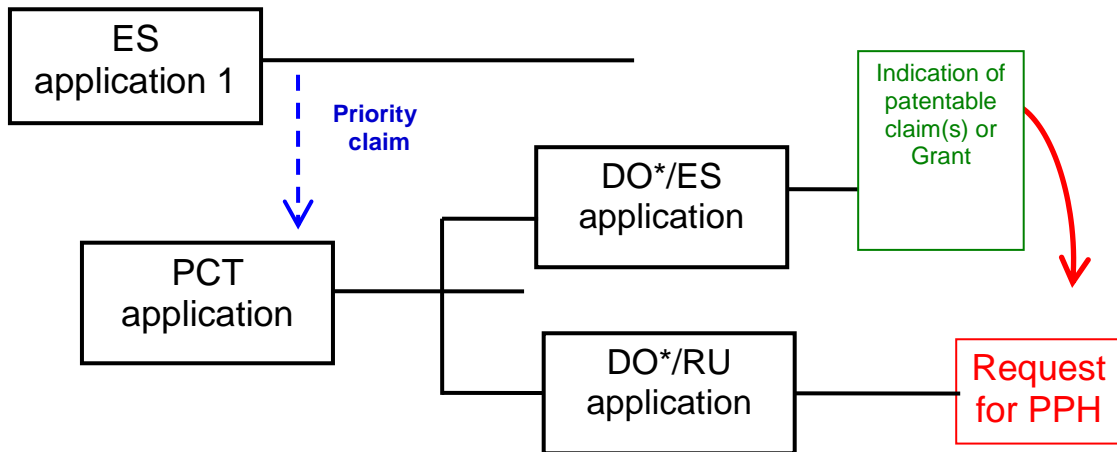 ES
application 1
Priority
claim
Indication of
patentable
claim(s) or
Grant
DO*/ES
application
PCT
application
DO*/RU
application
Request
for PPH